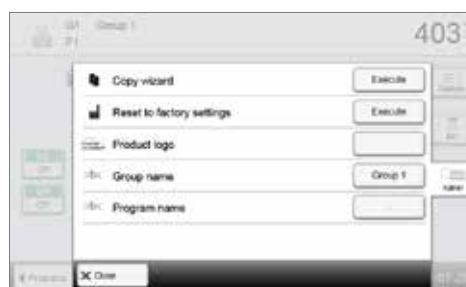 Group 1
403
Copy wizard
Execute
Reset to factory settings
Execute
Product logo
Group name
Group 1
Program name
Close